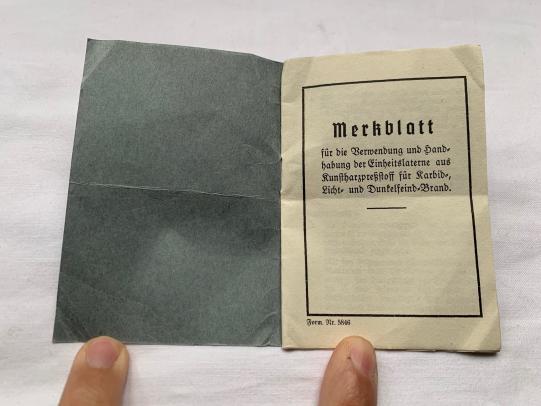 Merkblatt
für die Verwendung und Hand-
habung der Einheitslaterne aus
Kunstharzpreßstoff für Karbid-,
Licht- und Dunkelfeind-Brand.
Form. Nr. 5846